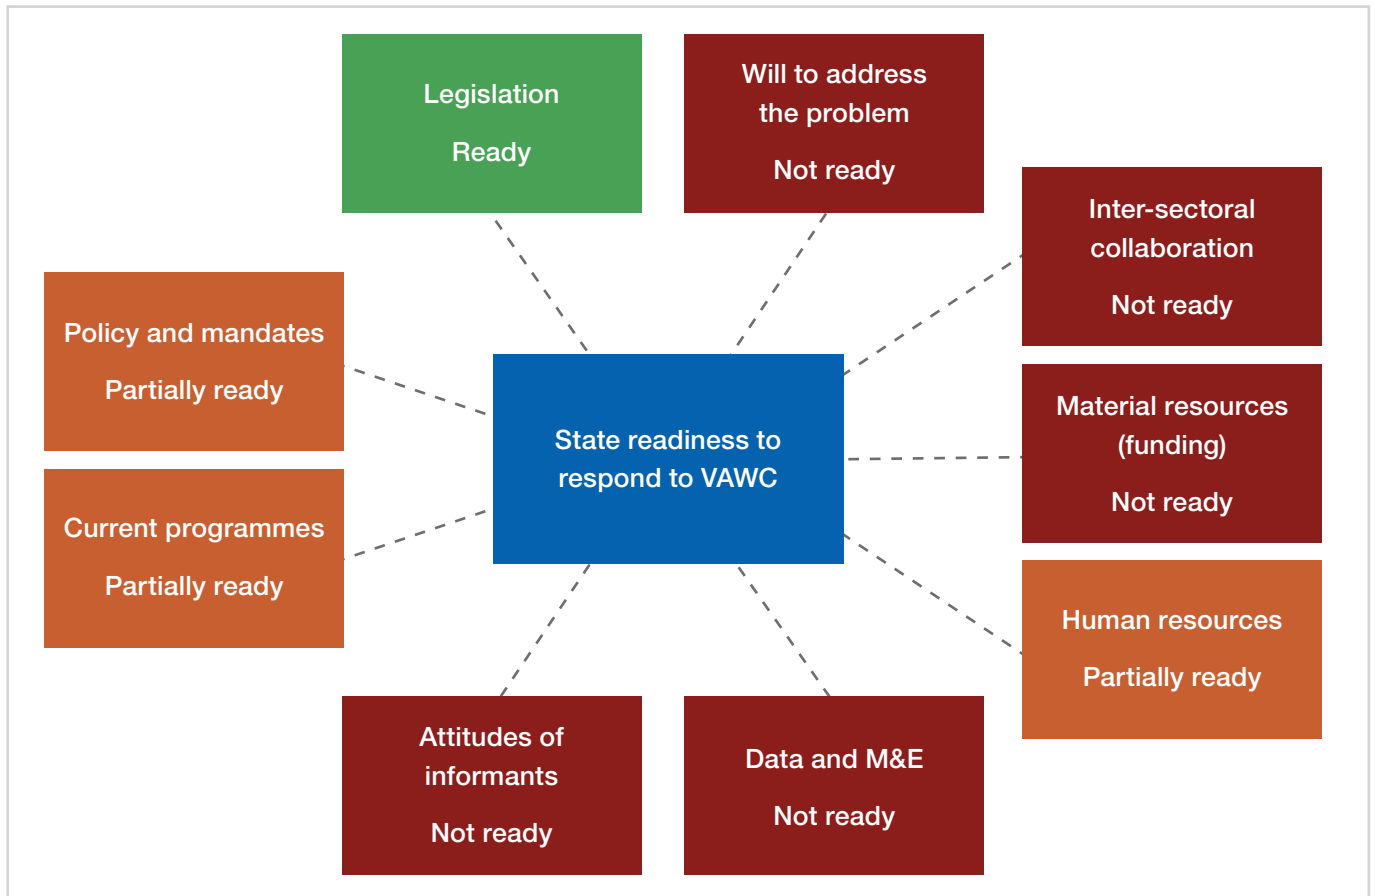 Legislation
Ready
Will to address
the problem
Not ready
Inter-sectoral
collaboration
Not ready
Policy and mandates
Partially ready
State readiness to
respond to VAWC
Material resources
(funding)
Not ready
Current programmes
Partially ready
Human resources
Partially ready
Attitudes of
informants
Not ready
Data and M&E
Not ready